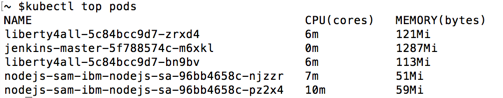 ~ $kubectl top pods
NAME CPU(cores) MEMORY(bytes)
liberty4all-5c84bcc9d7-zrxd4 6m 121Mi
jenkins-master-5f788574c-m6xkl 0m 1287Mi
liberty4all-5c84bcc9d7-bn9bv 6m 113Mi
nodejs-sam-ibm-nodejs-sa-96bb4658c-njzzr 7m 51Mi
nodejs-sam-ibm-nodejs-sa-96bb4658c-pz2x4 10m 59Mi